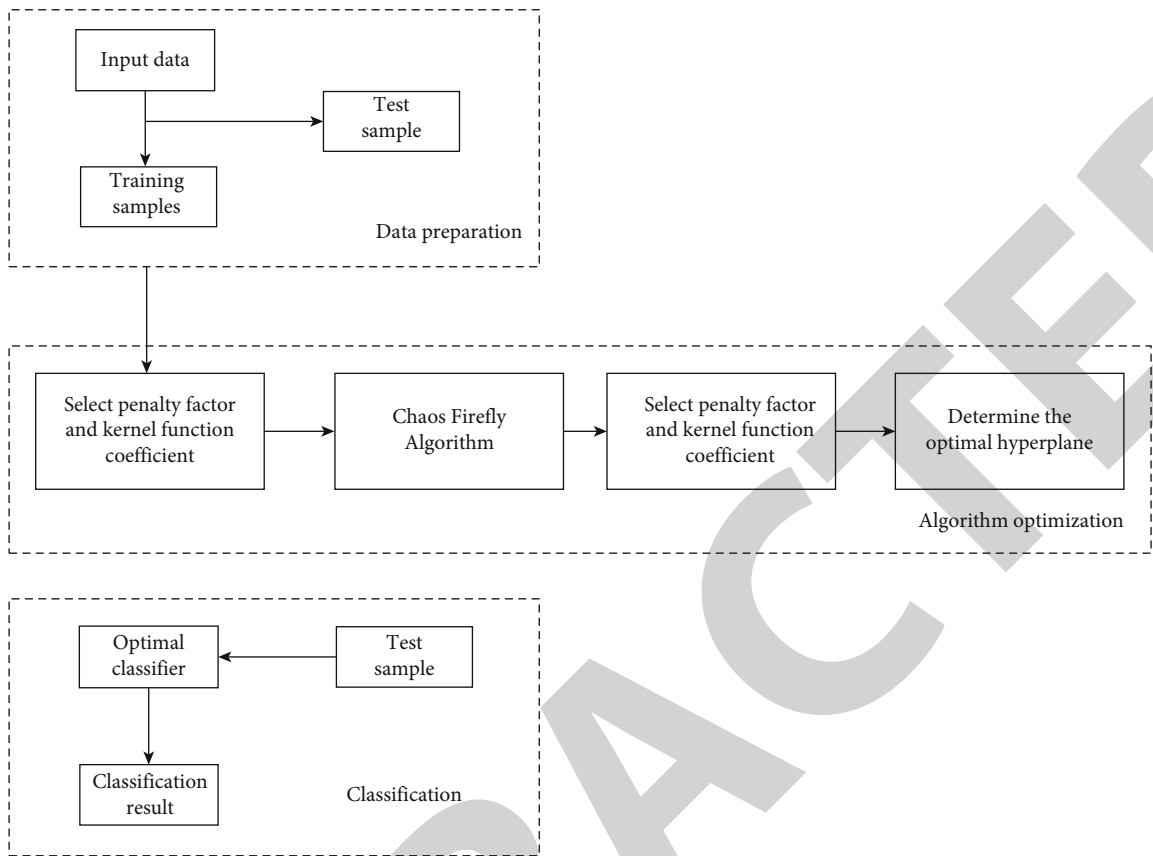 Input data
Test
sample
Training
samples
Data preparation
Select penalty factor
and kernel function
coefficient
Chaos Firefly
Algorithm
Select penalty factor
and kernel function
coefficient
Determine the
optimal hyperplane
Algorithm optimization
Optimal
classifier
Test
sample
Classification
result
Classification